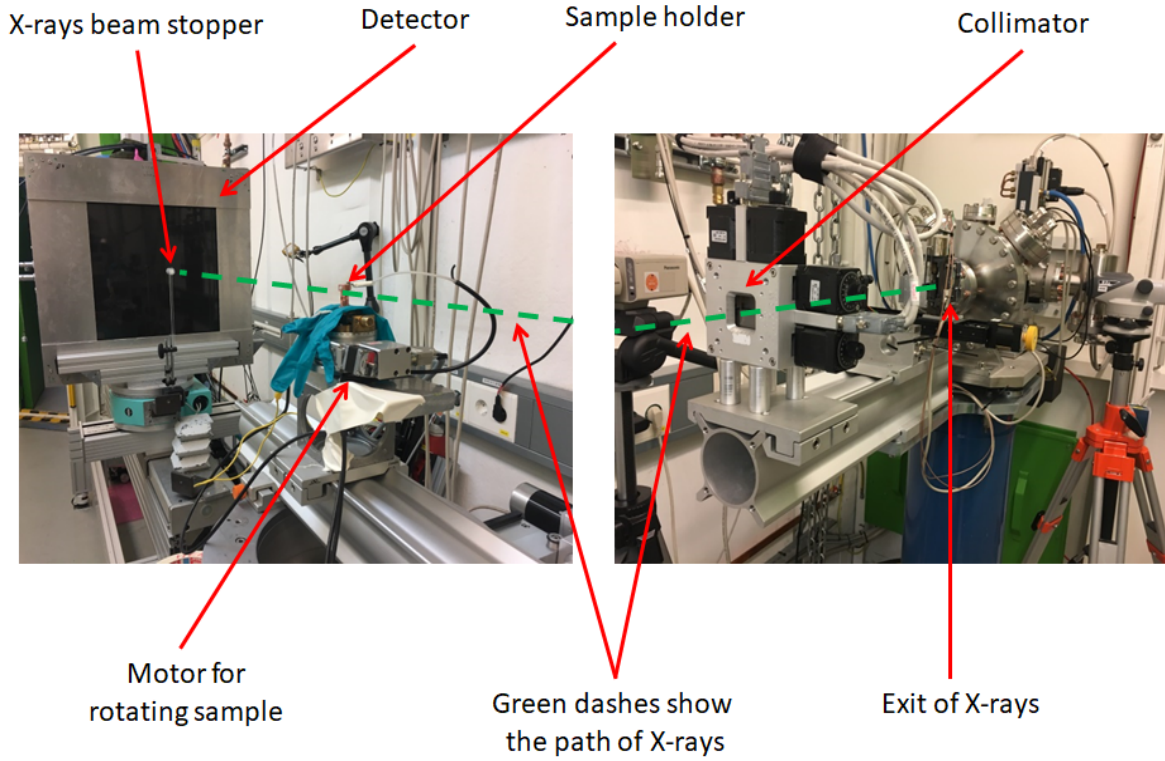 X-rays beam stopper
Detector
Sample holder
Collimator
Motor for
rotating sample
Green dashes show
the path of X-rays
Exit of X-rays